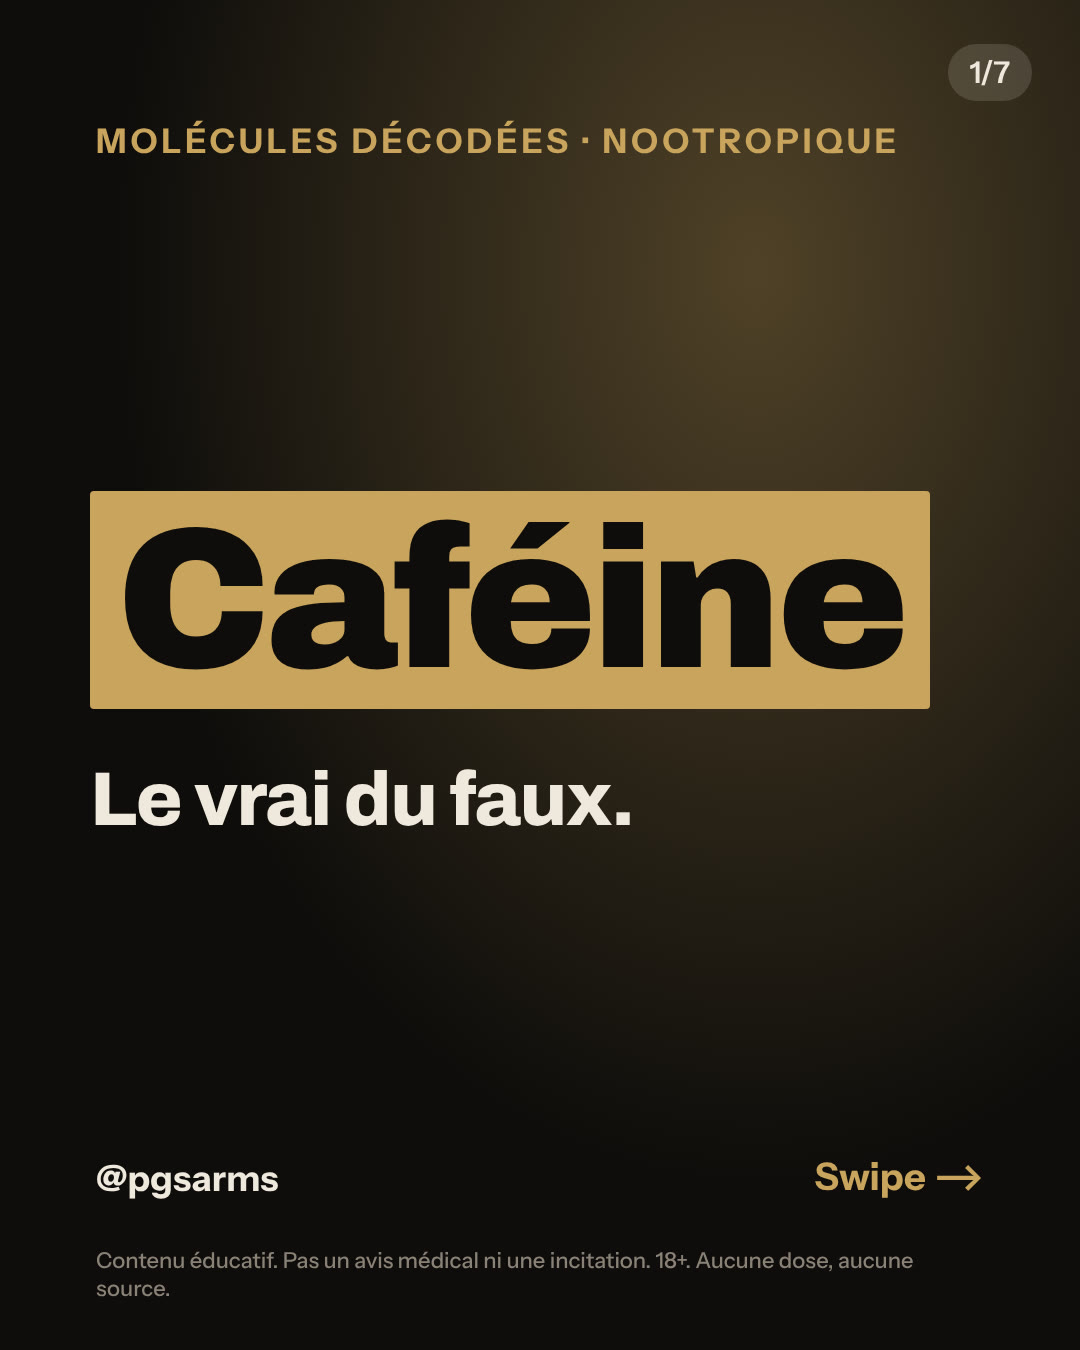 1/7
MOLÉCULES DÉCODÉES · NOOTROPIQUE
Caféine
Le vrai du faux.
@pgsarms
Swipe →
Contenu éducatif. Pas un avis médical ni une incitation. 18+. Aucune dose, aucune
source.